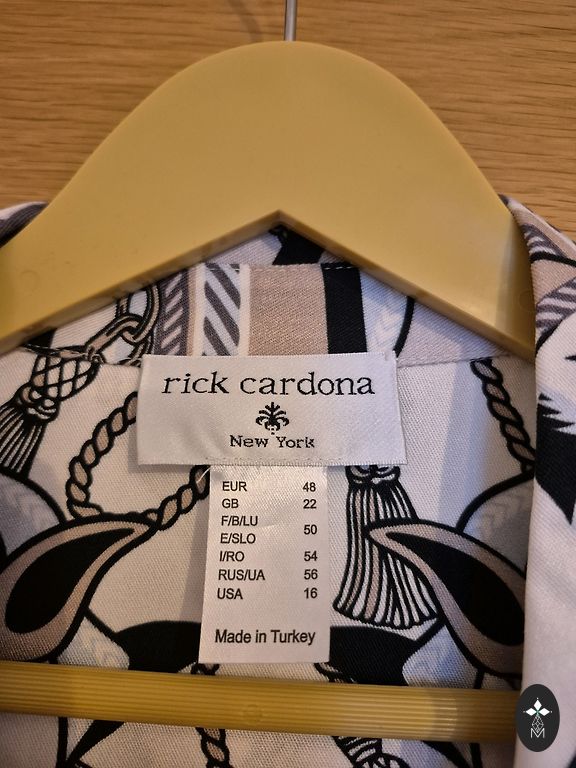 rick cardona
New York
EUR 48
GB 22
F/B/LU
E/SLO 50
I/RO 54
RUS/UA 56
USA 16
Made in Turkey
M